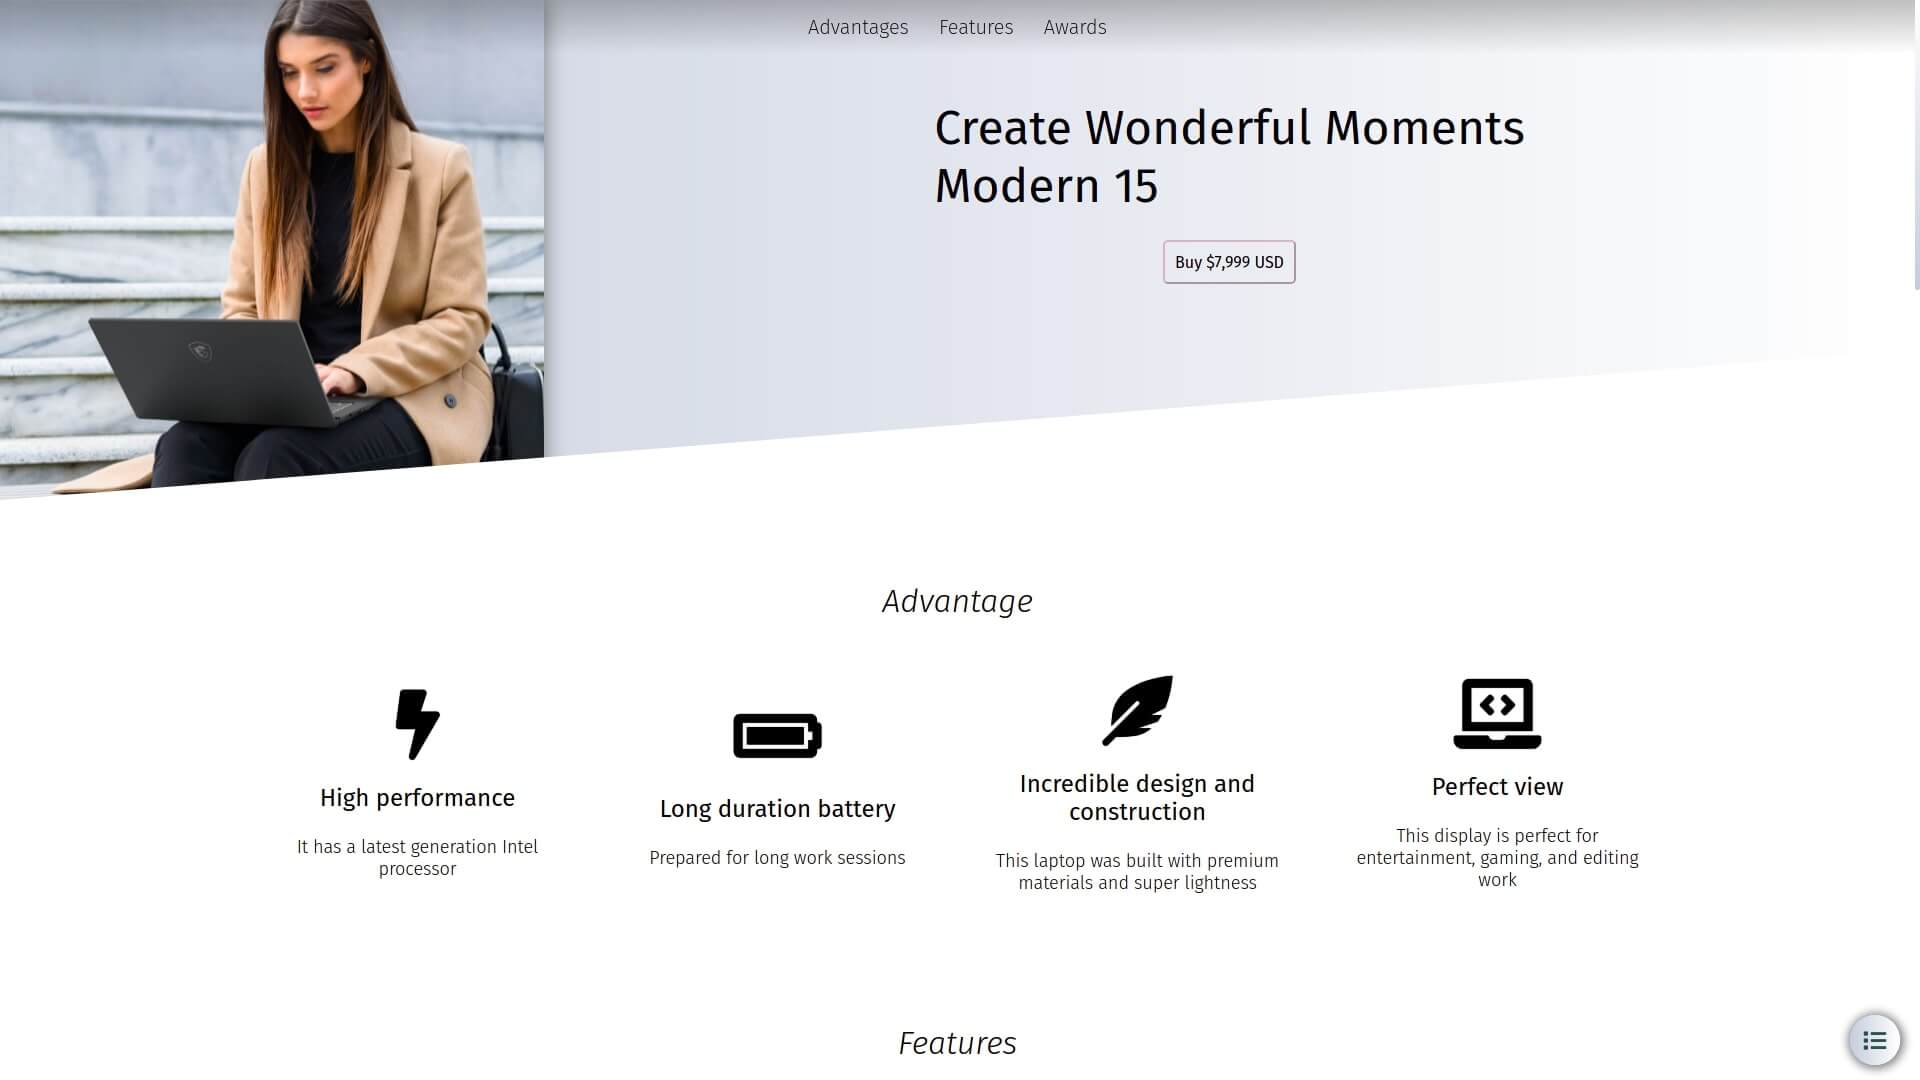 Advantages Features Awards
Create Wonderful Moments
Modern 15
Buy $7,999 USD
Advantage
High performance
It has a latest generation Intel
processor
Long duration battery
Prepared for long work sessions
Incredible design and
construction
This laptop was built with premium
materials and super lightness
Perfect view
This display is perfect for
entertainment, gaming, and editing
work
Features